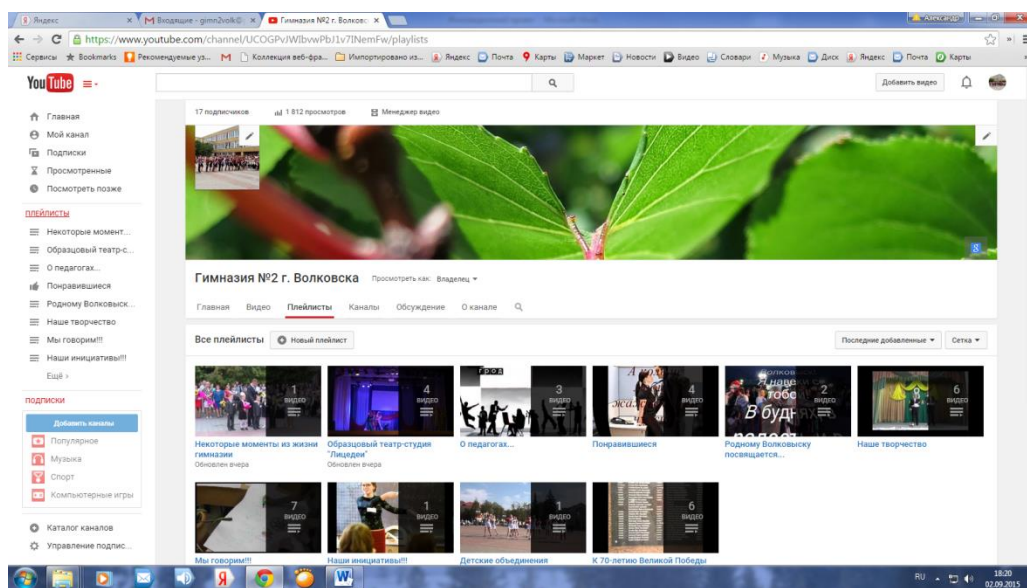 Яндекс
Входящие - gimn2volk@
Гимназия №2 г. Волковс
Александр
https://www.youtube.com/channel/UCOGPvJWIbvwPbJ1v7INemFw/playlists
Сервисы Bookmarks Рекомендуемые уз... Коллекция веб-фра... Импортировано из... Яндекс Почта Карты Маркет Новости Видео Словари Музыка Диск Яндекс Почта Карты
YouTube
Добавить видео
Главная
Мой канал
Подписки
Просмотренные
Посмотреть позже
ПЛЕЙЛИСТЫ
Некоторые момент...
Образцовый театр-с...
О педагогах...
Понравившиеся
Родному Волковыск...
Наше творчество
Мы говорим!!!
Наши инициативы!!!
Ещё ›
ПОДПИСКИ
Добавить каналы
Популярное
Музыка
Спорт
Компьютерные игры
Каталог каналов
Управление подпис...
17 подписчиков 1 812 просмотров Менеджер видео
Гимназия №2 г. Волковска Просмотреть как: Владелец
Главная Видео Плейлисты Каналы Обсуждение О канале
Все плейлисты Новый плейлист Последние добавленные Сетка
1 ВИДЕО
4 ВИДЕО
ГОРОД
3 ВИДЕО
4 ВИДЕО
В будн
2 ВИДЕО
6 ВИДЕО
Некоторые моменты из жизни гимназии
Обновлен вчера
Образцовый театр-студия "Лицедеи"
Обновлен вчера
О педагогах...
Понравившиеся
Родному Волковыску посвящается...
Наше творчество
7 ВИДЕО
1 ВИДЕО
1 ВИДЕО
6 ВИДЕО
Мы говорим!!!
Наши инициативы!!!
Детские объединения
К 70-летию Великой Победы
RU
18:20
02.09.2015